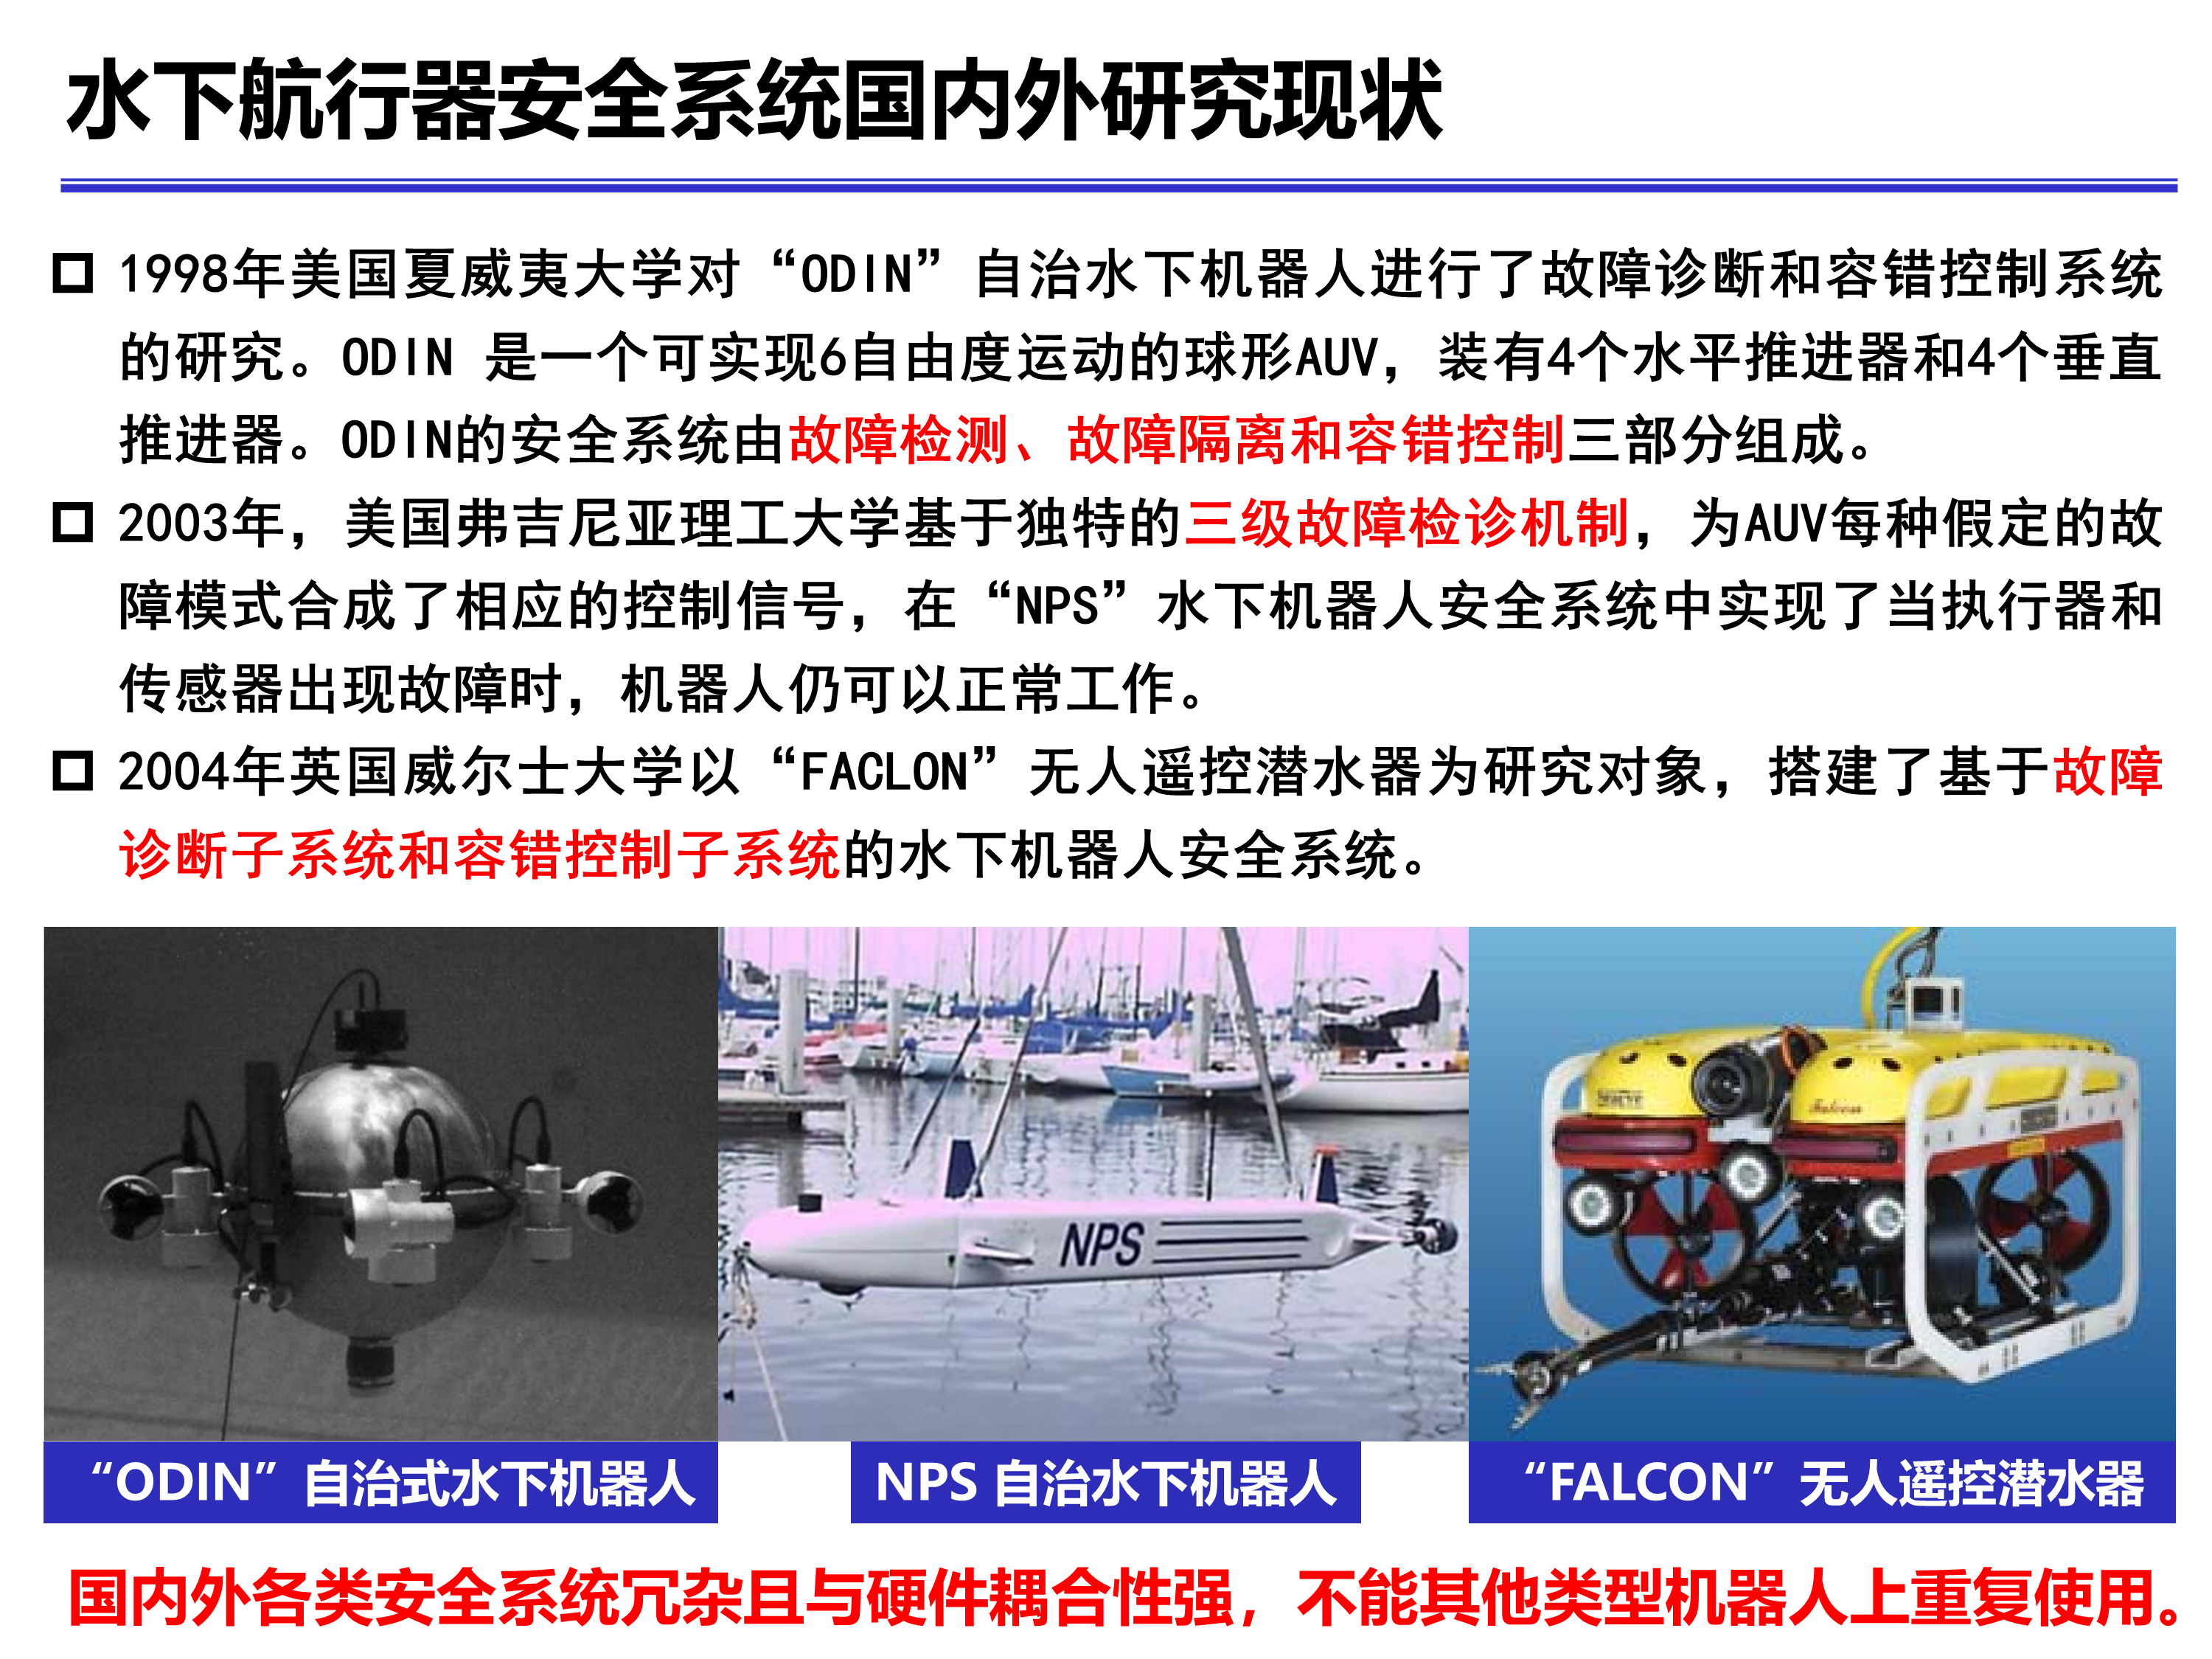 水下航行器安全系统国内外研究现状
1998年美国夏威夷大学对“ODIN”自治水下机器人进行了故障诊断和容错控制系统
的研究。ODIN 是一个可实现6自由度运动的球形AUV，装有4个水平推进器和4个垂直
推进器。ODIN的安全系统由故障检测、故障隔离和容错控制三部分组成。
2003年，美国弗吉尼亚理工大学基于独特的三级故障检诊机制，为AUV每种假定的故
障模式合成了相应的控制信号，在“NPS”水下机器人安全系统中实现了当执行器和
传感器出现故障时，机器人仍可以正常工作。
2004年英国威尔士大学以“FACLON”无人遥控潜水器为研究对象，搭建了基于故障
诊断子系统和容错控制子系统的水下机器人安全系统。
NPS
Falcon
“ODIN”自治式水下机器人
NPS 自治水下机器人
“FALCON”无人遥控潜水器
国内外各类安全系统冗杂且与硬件耦合性强，不能其他类型机器人上重复使用。